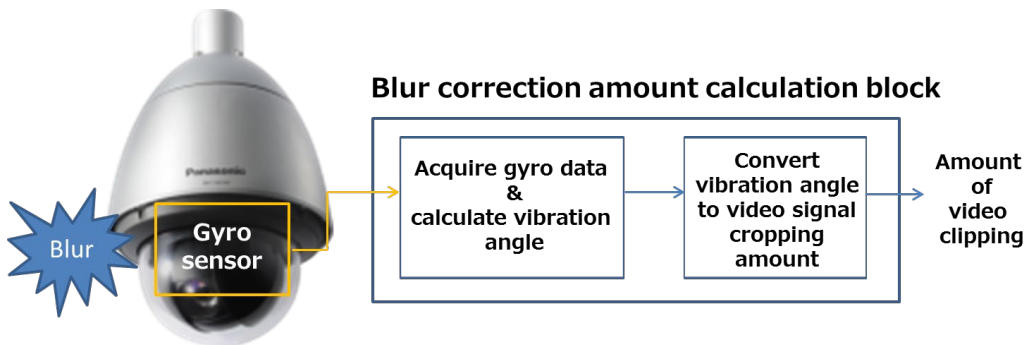 Blur correction amount calculation block
Panasonic
Blur
Gyro
sensor
Acquire gyro data
&
calculate vibration
angle
Convert
vibration angle
to video signal
cropping
amount
Amount
of
video
clipping